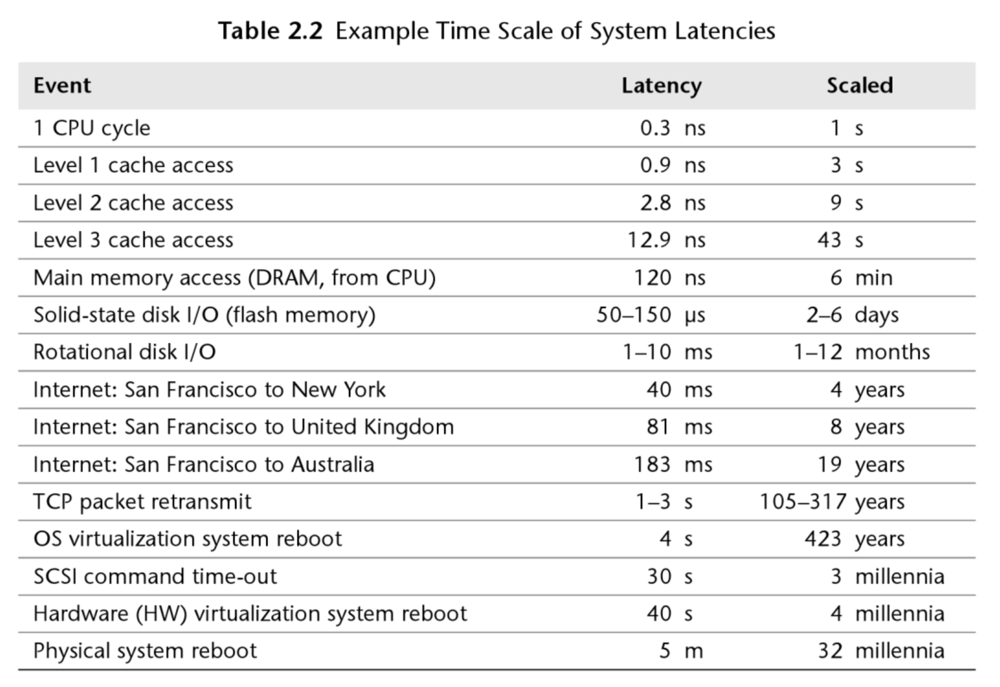 Table 2.2 Example Time Scale of System Latencies
Event Latency Scaled
1 CPU cycle 0.3 ns 1 s
Level 1 cache access 0.9 ns 3 s
Level 2 cache access 2.8 ns 9 s
Level 3 cache access 12.9 ns 43 s
Main memory access (DRAM, from CPU) 120 ns 6 min
Solid-state disk I/O (flash memory) 50–150 μs 2–6 days
Rotational disk I/O 1–10 ms 1–12 months
Internet: San Francisco to New York 40 ms 4 years
Internet: San Francisco to United Kingdom 81 ms 8 years
Internet: San Francisco to Australia 183 ms 19 years
TCP packet retransmit 1–3 s 105–317 years
OS virtualization system reboot 4 s 423 years
SCSI command time-out 30 s 3 millennia
Hardware (HW) virtualization system reboot 40 s 4 millennia
Physical system reboot 5 m 32 millennia